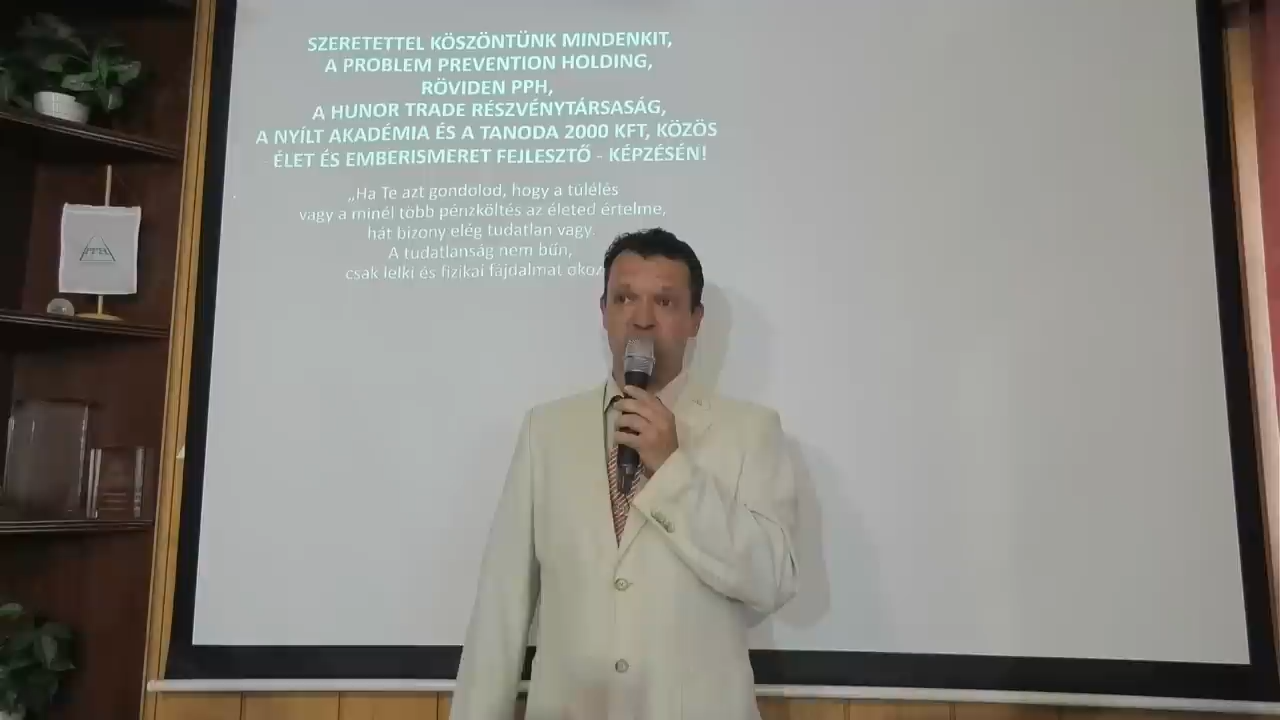 SZERETETTEL KÖSZÖNTÜNK MINDENKIT,
A PROBLEM PREVENTION HOLDING,
RÖVIDEN PPH,
A HUNOR TRADE RÉSZVÉNYTÁRSASÁG,
A NYÍLT AKADÉMIA ÉS A TANODA 2000 KFT, KÖZÖS
ÉLET ÉS EMBERISMERET FEJLESZTŐ - KÉPZÉSÉN!
„Ha Te azt gondolod, hogy a túlélés
vagy a minél több pénzköltés az életed értelme,
hát bizony elég tudatlan vagy.
A tudatlanság nem bűn,
csak lelki és fizikai fájdalmat okoz